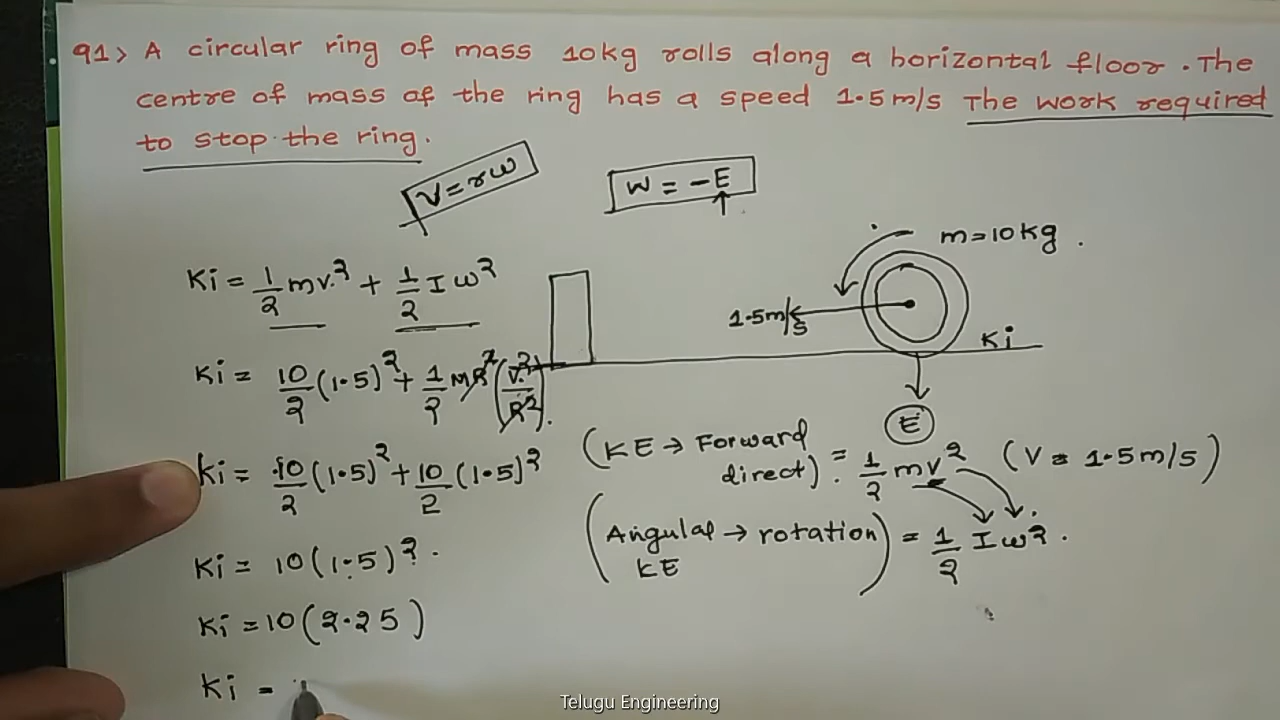 Q1> A circular ring of mass 10kg rolls along a horizontal floor. The
centre of mass of the ring has a speed 1.5m/s The work required
to stop the ring.
V=rω
W = -E
m=10kg.
Ki = 1/2 mv² + 1/2 Iω²
1.5m/s
Ki
Ki = 10/2 (1.5)² + 1/2 MR² (V²/R²).
E
(KE → Forward direct) = 1/2 mv² (V = 1.5m/s)
Ki = 10/2 (1.5)² + 10/2 (1.5)²
(Angular → rotation KE) = 1/2 Iω².
Ki = 10(1.5)².
Ki = 10(2.25)
Ki =
Telugu Engineering